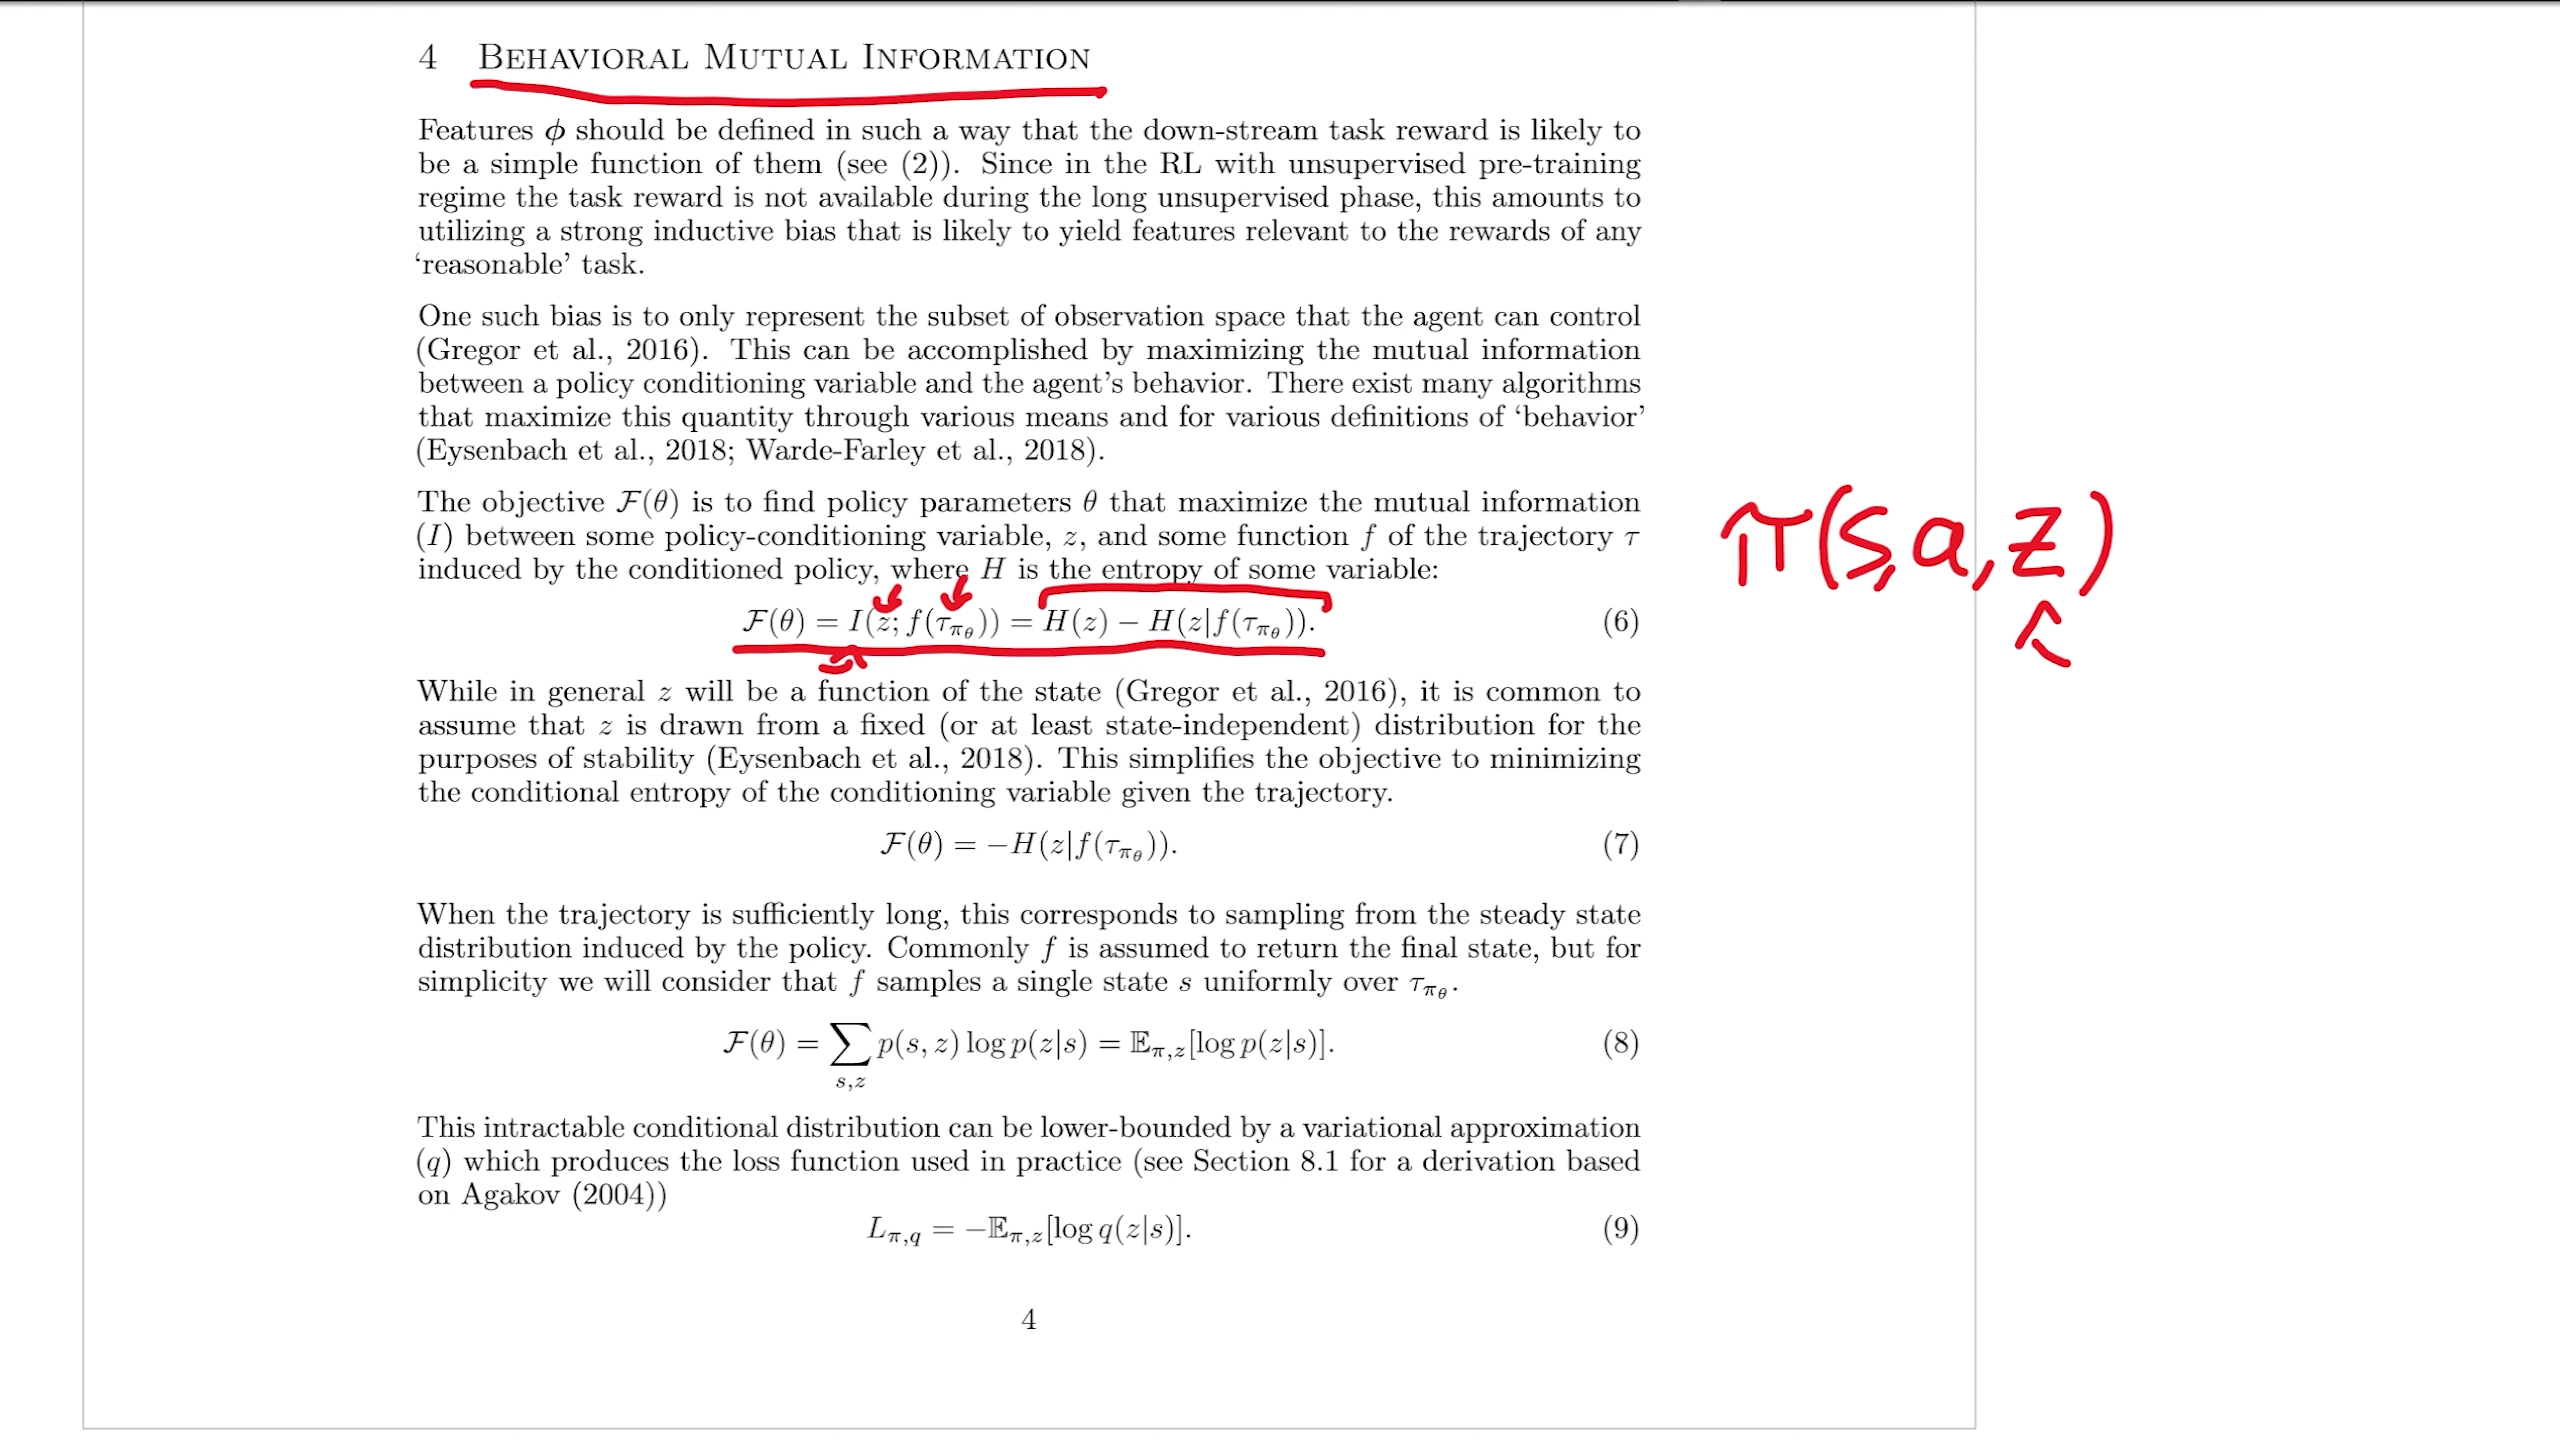 4 BEHAVIORAL MUTUAL INFORMATION
Features ϕ should be defined in such a way that the down-stream task reward is likely to
be a simple function of them (see (2)). Since in the RL with unsupervised pre-training
regime the task reward is not available during the long unsupervised phase, this amounts to
utilizing a strong inductive bias that is likely to yield features relevant to the rewards of any
‘reasonable’ task.
One such bias is to only represent the subset of observation space that the agent can control
(Gregor et al., 2016). This can be accomplished by maximizing the mutual information
between a policy conditioning variable and the agent's behavior. There exist many algorithms
that maximize this quantity through various means and for various definitions of ‘behavior’
(Eysenbach et al., 2018; Warde-Farley et al., 2018).
The objective F(θ) is to find policy parameters θ that maximize the mutual information
(I) between some policy-conditioning variable, z, and some function f of the trajectory τ
induced by the conditioned policy, where H is the entropy of some variable:
π(s,a,z)
F(θ) = I(z; f(τ_{π_θ})) = H(z) − H(z|f(τ_{π_θ})). (6)
While in general z will be a function of the state (Gregor et al., 2016), it is common to
assume that z is drawn from a fixed (or at least state-independent) distribution for the
purposes of stability (Eysenbach et al., 2018). This simplifies the objective to minimizing
the conditional entropy of the conditioning variable given the trajectory.
F(θ) = −H(z|f(τ_{π_θ})). (7)
When the trajectory is sufficiently long, this corresponds to sampling from the steady state
distribution induced by the policy. Commonly f is assumed to return the final state, but for
simplicity we will consider that f samples a single state s uniformly over τ_{π_θ}.
F(θ) = ∑_{s,z} p(s, z) log p(z|s) = 𝔼_{π,z}[log p(z|s)]. (8)
This intractable conditional distribution can be lower-bounded by a variational approximation
(q) which produces the loss function used in practice (see Section 8.1 for a derivation based
on Agakov (2004))
L_{π,q} = −𝔼_{π,z}[log q(z|s)]. (9)
4